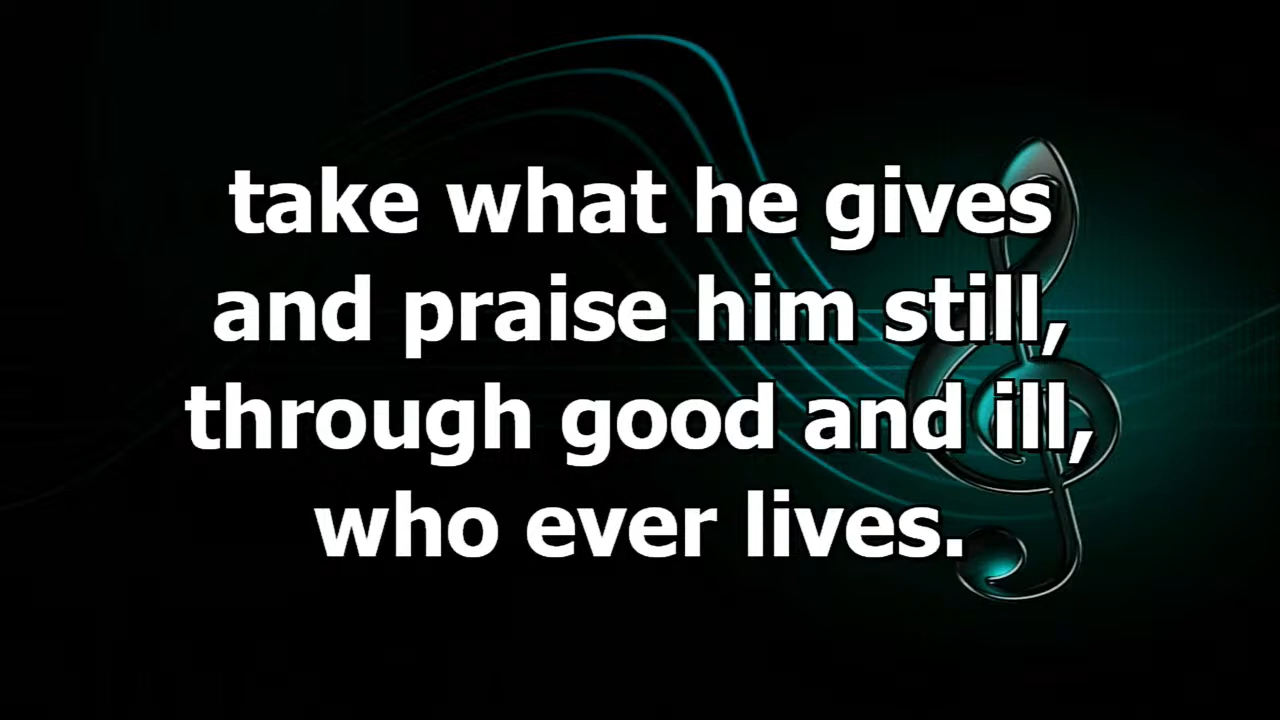 take what he gives
and praise him still,
through good and ill,
who ever lives.